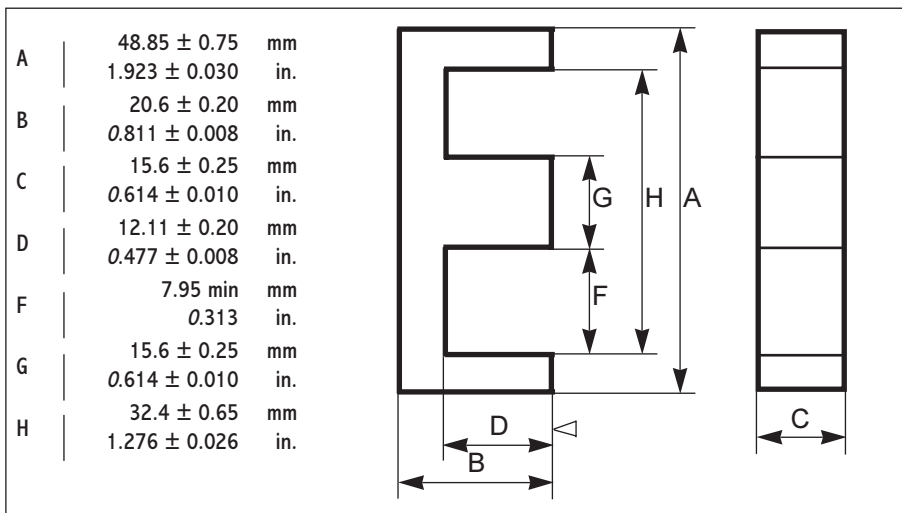 A 48.85 ± 0.75 mm
1.923 ± 0.030 in.
B 20.6 ± 0.20 mm
0.811 ± 0.008 in.
C 15.6 ± 0.25 mm
0.614 ± 0.010 in.
D 12.11 ± 0.20 mm
0.477 ± 0.008 in.
F 7.95 min mm
0.313 in.
G 15.6 ± 0.25 mm
0.614 ± 0.010 in.
H 32.4 ± 0.65 mm
1.276 ± 0.026 in.
G H A
F
D
B
C